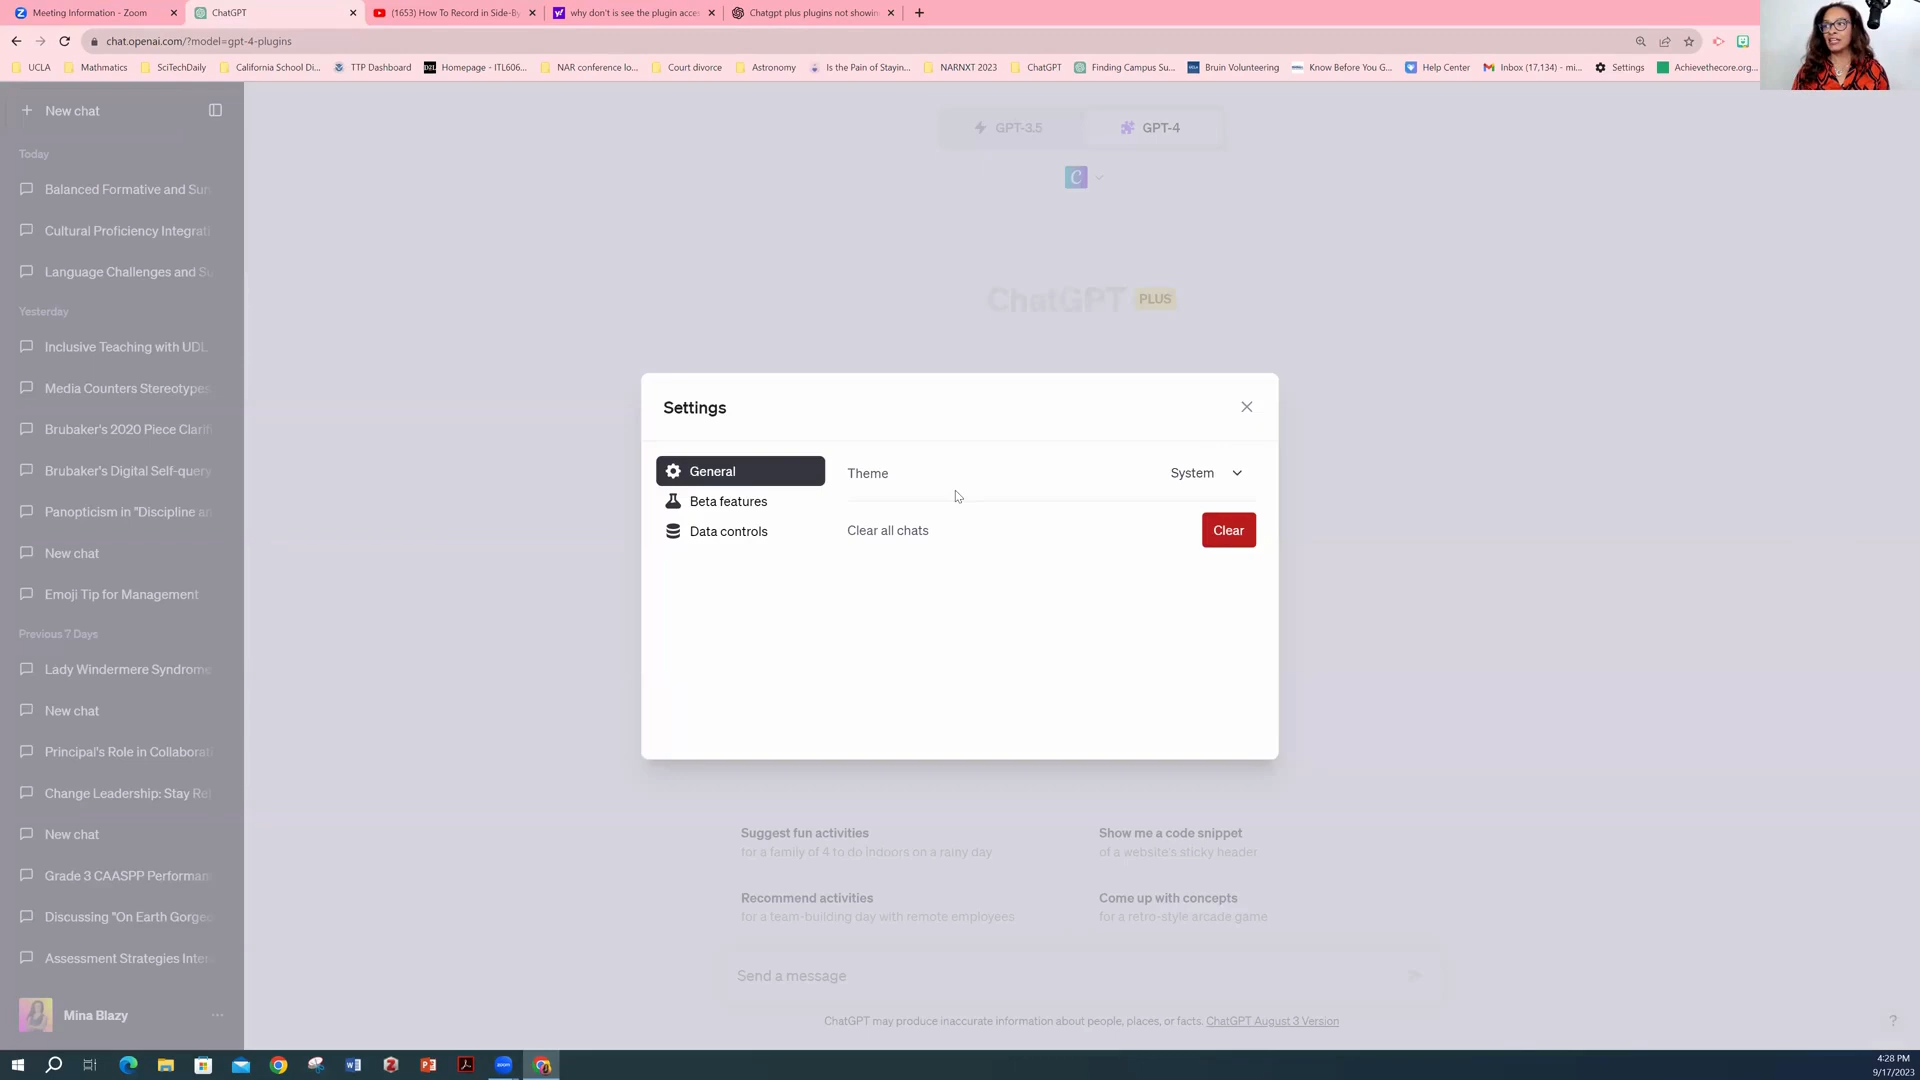 Meeting Information - Zoom
ChatGPT
(1653) How To Record in Side-By
why don't is see the plugin acces
Chatgpt plus plugins not showin
chat.openai.com/?model=gpt-4-plugins
UCLA
Mathmatics
SciTechDaily
California School Di...
TTP Dashboard
Homepage - ITL606...
NAR conference lo...
Court divorce
Astronomy
Is the Pain of Stayin...
NARNXT 2023
ChatGPT
Finding Campus Su...
Bruin Volunteering
Know Before You G...
Help Center
Inbox (17,134) - mi...
Settings
Achievethecore.org...
New chat
Today
Balanced Formative and Sum
Cultural Proficiency Integrati
Language Challenges and Su
Yesterday
Inclusive Teaching with UDL
Media Counters Stereotypes
Brubaker's 2020 Piece Clarifi
Brubaker's Digital Self-query
Panopticism in "Discipline an
New chat
Emoji Tip for Management
Previous 7 Days
Lady Windermere Syndrome
New chat
Principal's Role in Collaborati
Change Leadership: Stay Rel
New chat
Grade 3 CAASPP Performan
Discussing "On Earth Gorgeo
Assessment Strategies Inter
Mina Blazy
GPT-3.5
GPT-4
ChatGPT PLUS
Settings
General
Beta features
Data controls
Theme
System
Clear all chats
Clear
Suggest fun activities
for a family of 4 to do indoors on a rainy day
Show me a code snippet
of a website's sticky header
Recommend activities
for a team-building day with remote employees
Come up with concepts
for a retro-style arcade game
Send a message
ChatGPT may produce inaccurate information about people, places, or facts. ChatGPT August 3 Version
?
4:28 PM
9/17/2023